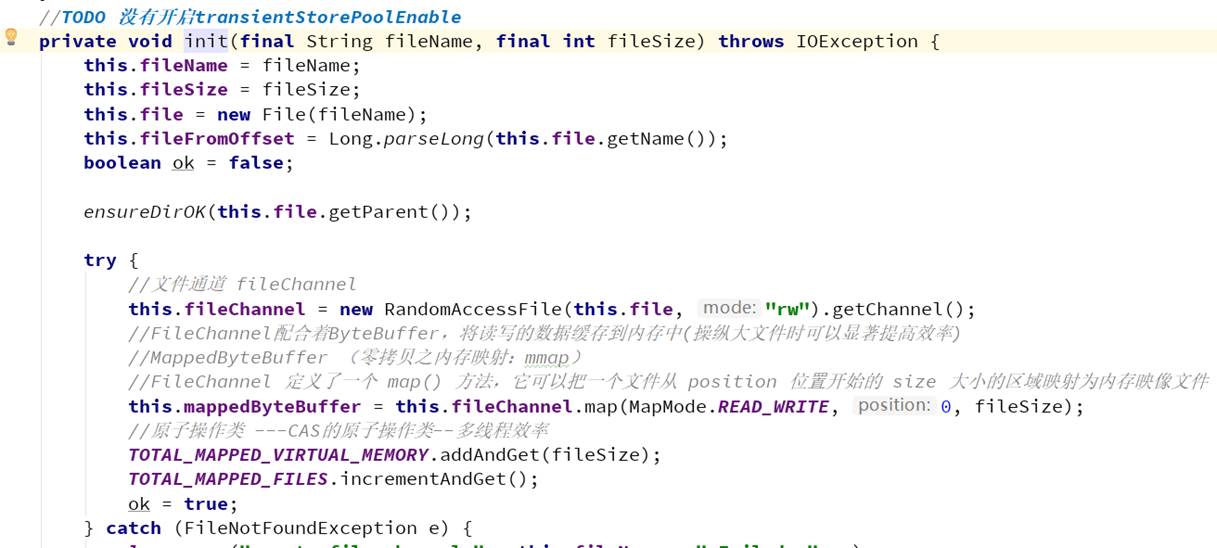 //TODO 没有开启transientStorePoolEnable
private void init(final String fileName, final int fileSize) throws IOException {
this.fileName = fileName;
this.fileSize = fileSize;
this.file = new File(fileName);
this.fileFromOffset = Long.parseLong(this.file.getName());
boolean ok = false;
ensureDirOK(this.file.getParent());
try {
//文件通道 fileChannel
this.fileChannel = new RandomAccessFile(this.file, mode: "rw").getChannel();
//FileChannel配合着ByteBuffer，将读写的数据缓存到内存中(操纵大文件时可以显著提高效率)
//MappedByteBuffer （零拷贝之内存映射：mmap）
//FileChannel 定义了一个 map() 方法，它可以把一个文件从 position 位置开始的 size 大小的区域映射为内存映像文件
this.mappedByteBuffer = this.fileChannel.map(MapMode.READ_WRITE, position: 0, fileSize);
//原子操作类 ---CAS的原子操作类--多线程效率
TOTAL_MAPPED_VIRTUAL_MEMORY.addAndGet(fileSize);
TOTAL_MAPPED_FILES.incrementAndGet();
ok = true;
} catch (FileNotFoundException e) {